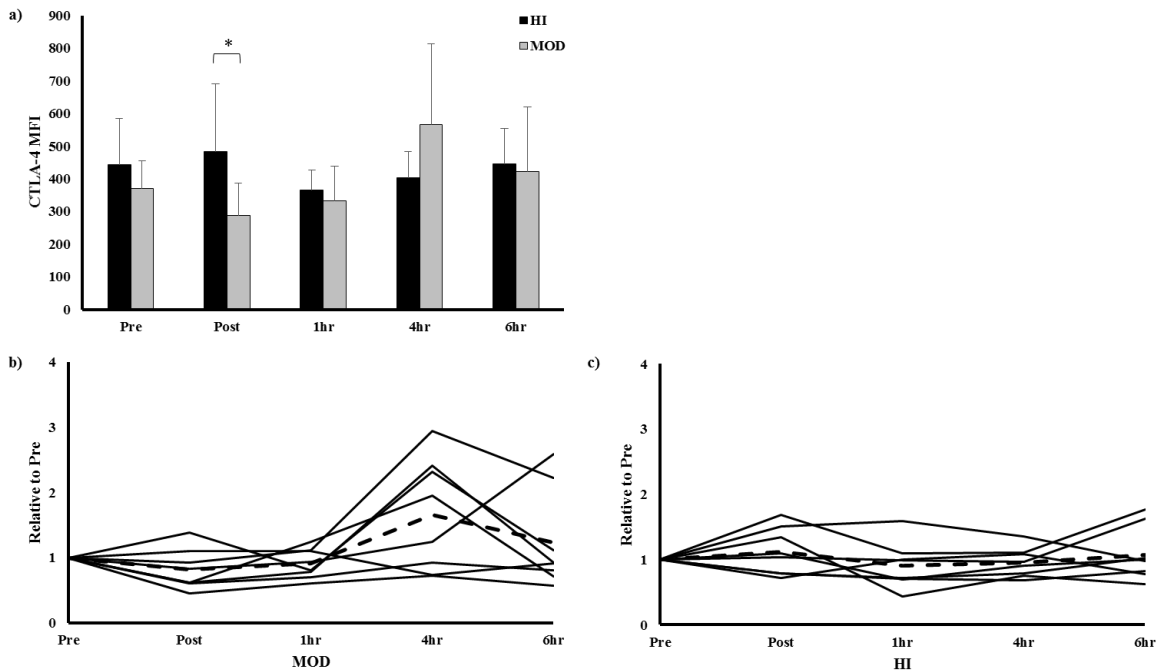 a)
900
800
700
600
500
400
300
200
100
0
CTLA-4 MFI
HI
MOD
*
Pre Post 1hr 4hr 6hr
b)
4
3
2
1
0
Relative to Pre
Pre Post 1hr 4hr 6hr
MOD
c)
4
3
2
1
0
Relative to Pre
Pre Post 1hr 4hr 6hr
HI